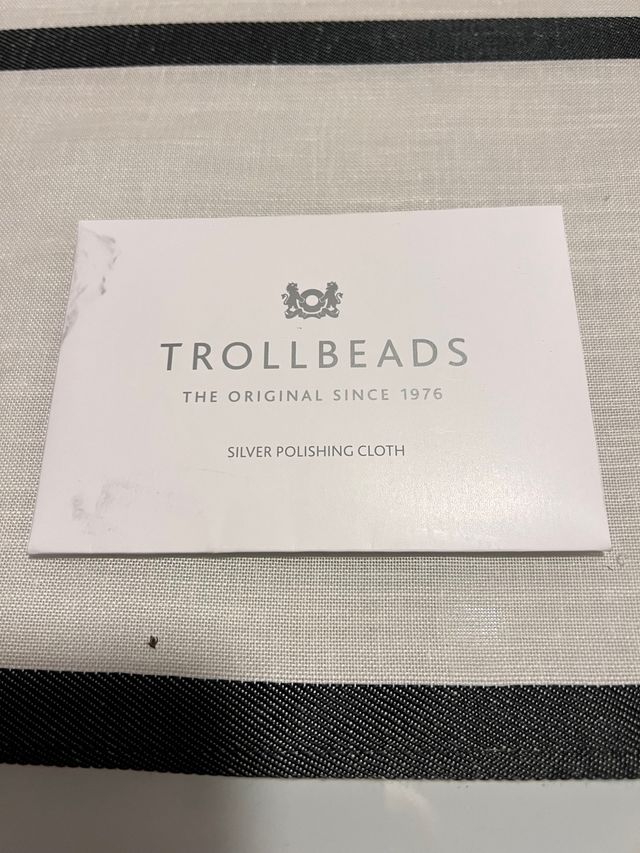 TROLLBEADS
THE ORIGINAL SINCE 1976
SILVER POLISHING CLOTH